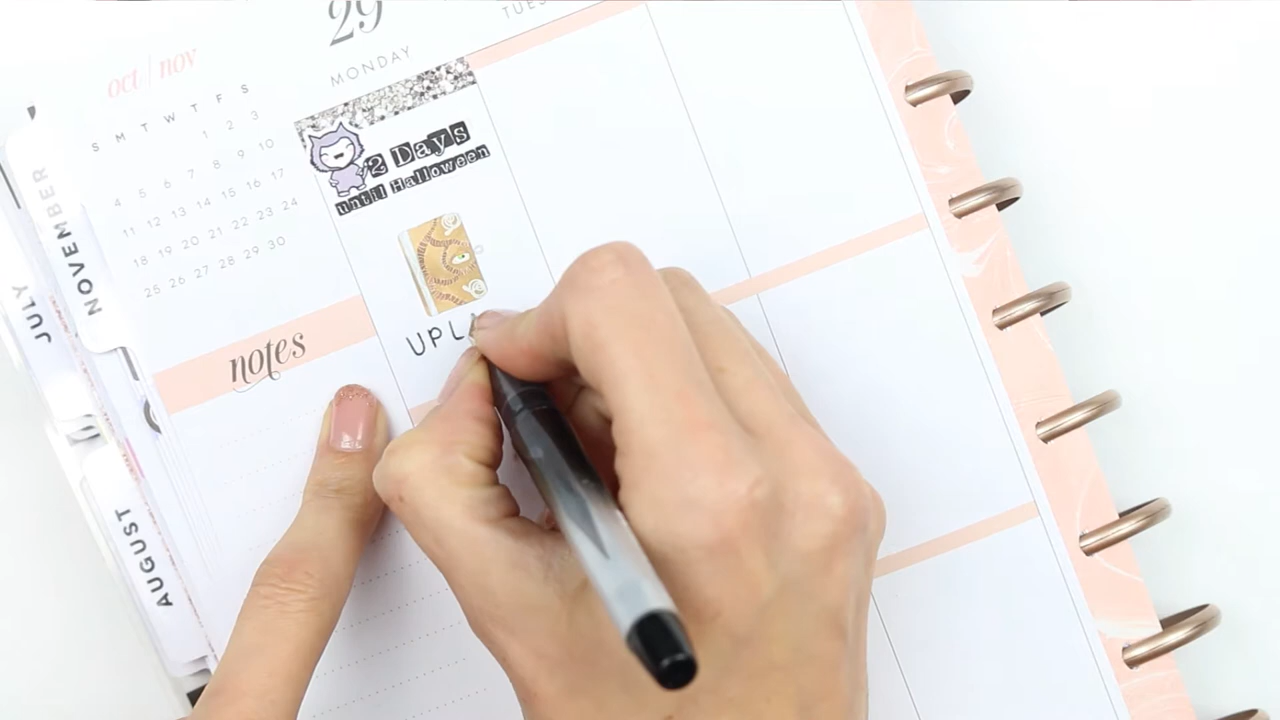 29
TUES
oct | nov
MONDAY
S M T W T F S
1 2 3
4 5 6 7 8 9 10
11 12 13 14 15 16 17
18 19 20 21 22 23 24
25 26 27 28 29 30
2 Days
until Halloween
UPL
notes
NOVEMBER
JULY
AUGUST